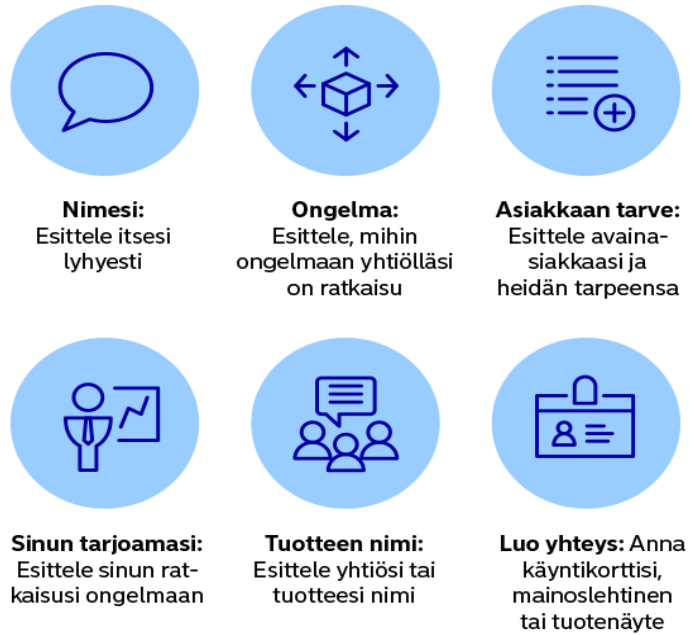 Nimesi:
Esittele itsesi
lyhyesti
Ongelma:
Esittele, mihin
ongelmaan yhtiölläsi
on ratkaisu
Asiakkaan tarve:
Esittele avaina-
siakkaasi ja
heidän tarpeensa
Sinun tarjoamasi:
Esittele sinun rat-
kaisusi ongelmaan
Tuotteen nimi:
Esittele yhtiösi tai
tuotteesi nimi
Luo yhteys: Anna
käyntikorttisi,
mainoslehtinen
tai tuotenäyte